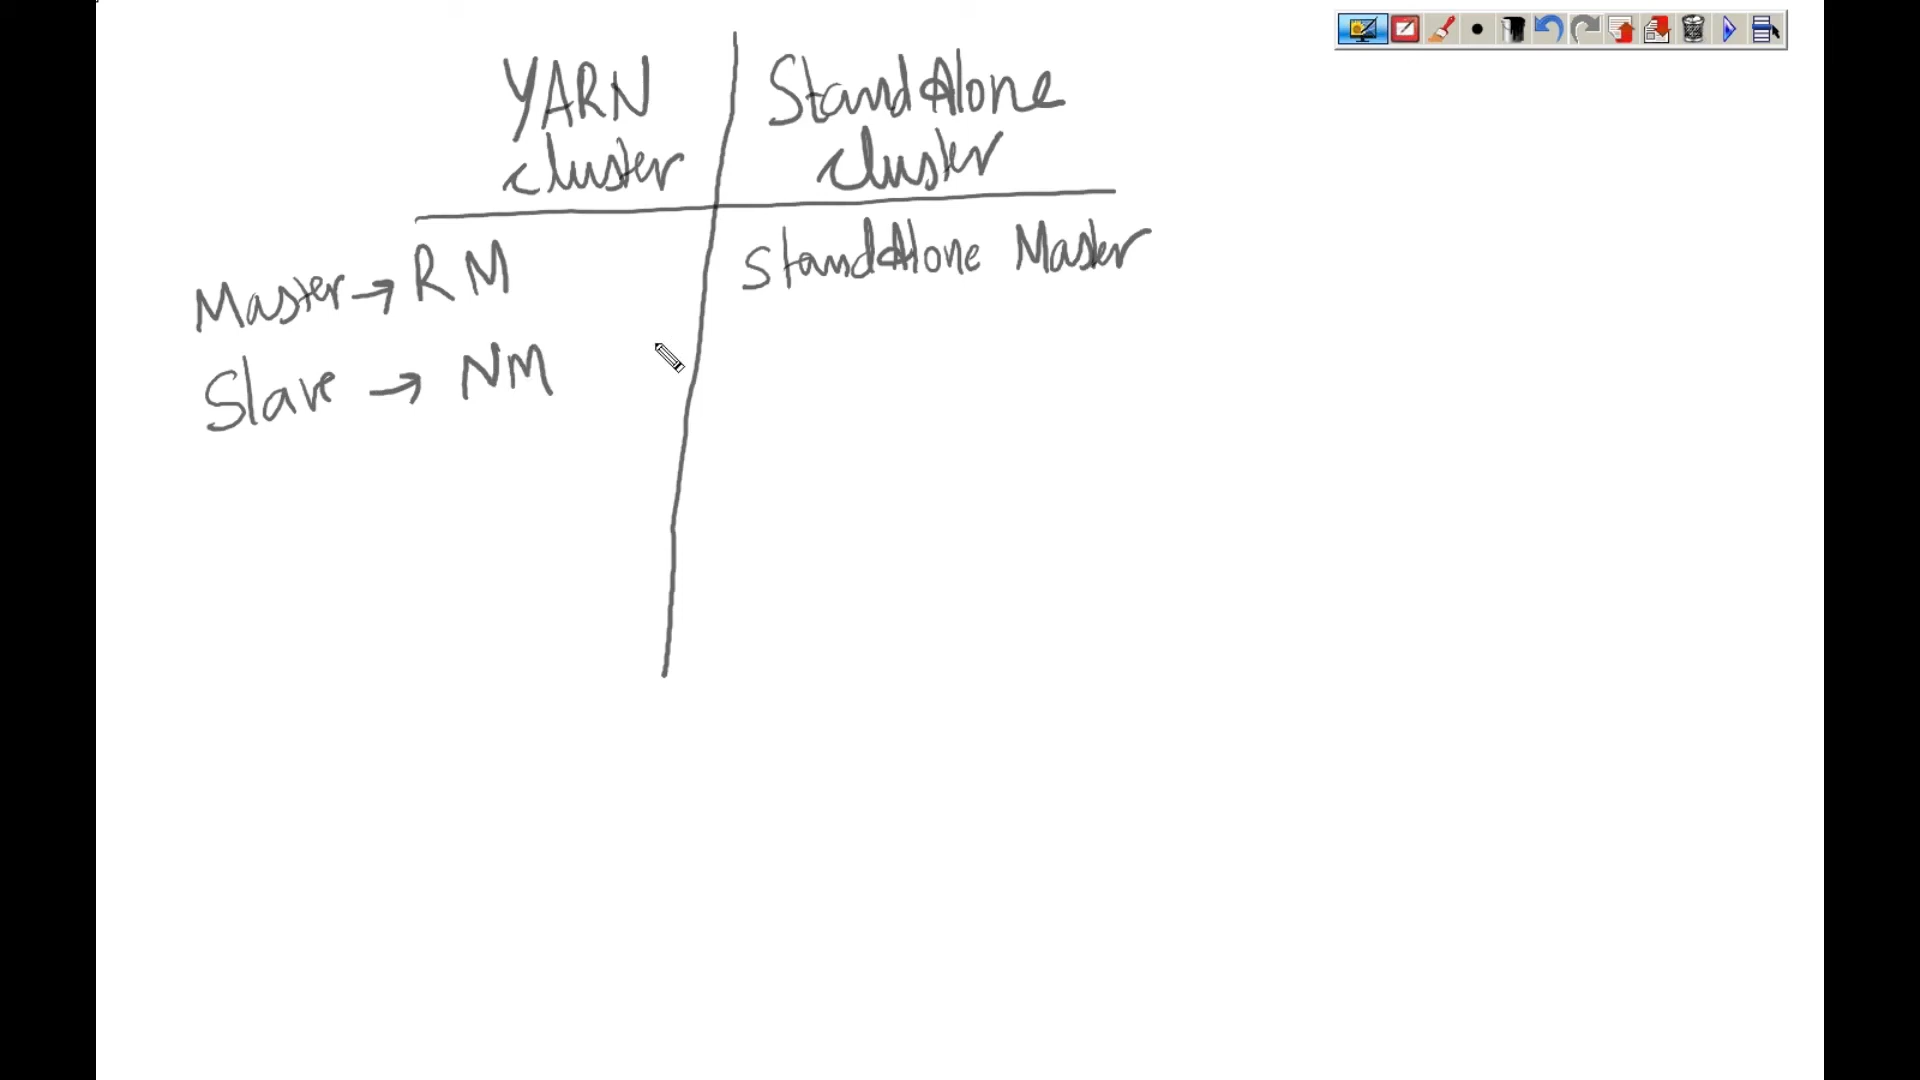 YARN StandAlone
cluster cluster
Master → RM StandAlone Master
Slave → NM